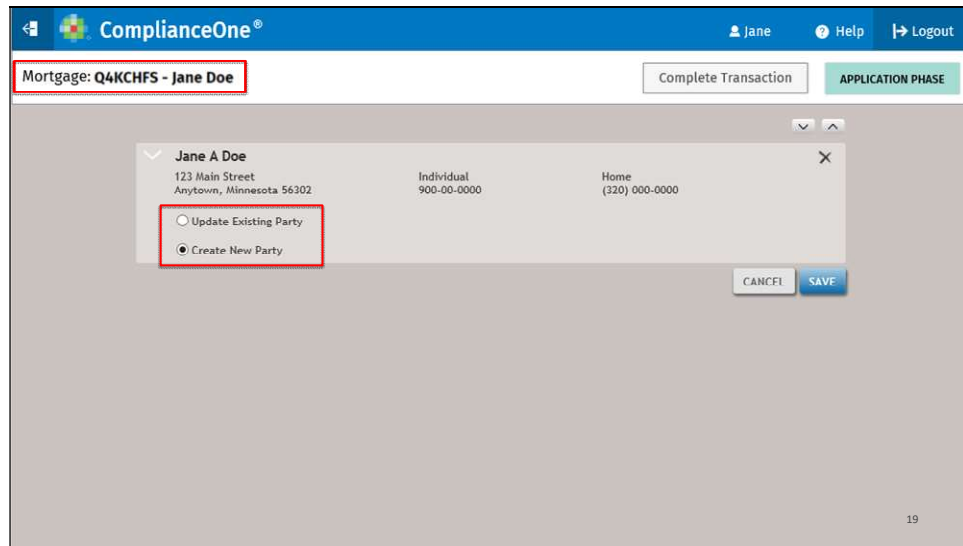 ComplianceOne®
Jane
Help
Logout
Mortgage: Q4KCHFS - Jane Doe
Complete Transaction
APPLICATION PHASE
Jane A Doe
123 Main Street
Individual
Home
Anytown, Minnesota 56302
900-00-0000
(320) 000-0000
Update Existing Party
Create New Party
CANCEL
SAVE
19